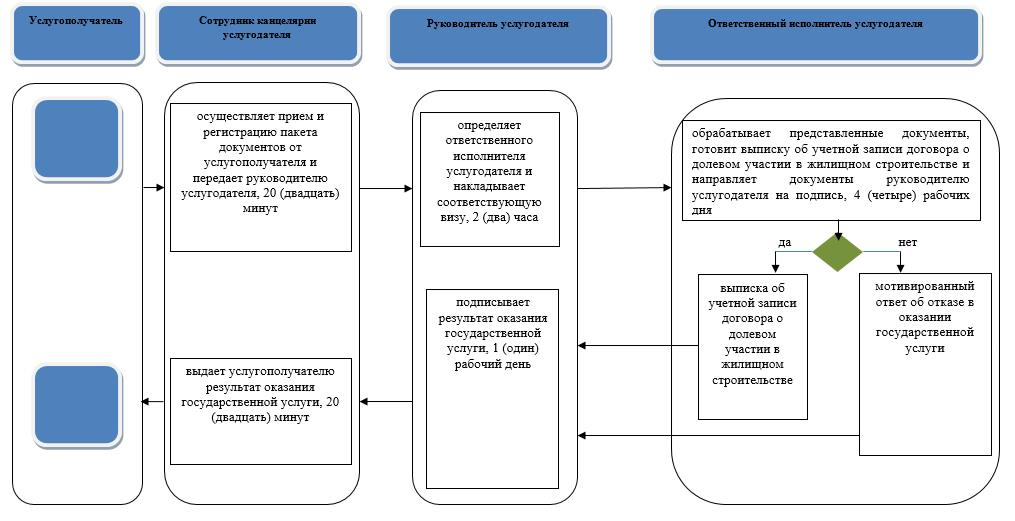 Услугополучатель
Сотрудник канцелярии
услугодателя
Руководитель услугодателя
Ответственный исполнитель услугодателя
осуществляет прием и
регистрацию пакета
документов от
услугополучателя и
передает руководителю
услугодателя, 20 (двадцать)
минут
определяет
ответственного
исполнителя
услугодателя и
накладывает
соответствующую
визу, 2 (два) часа
обрабатывает представленные документы,
готовит выписку об учетной записи договора о
долевом участии в жилищном строительстве и
направляет документы руководителю
услугодателя на подпись, 4 (четыре) рабочих
дня
да
нет
выписка об
учетной записи
договора о
долевом
участии в
жилищном
строительстве
мотивированный
ответ об отказе в
оказании
государственной
услуги
подписывает
результат оказания
государственной
услуги, 1 (один)
рабочий день
выдает услугополучателю
результат оказания
государственной услуги, 20
(двадцать) минут